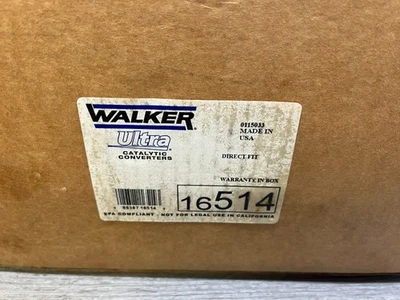 WALKER
Ultra
CATALYTIC
CONVERTERS
0115033
MADE IN
USA
DIRECT FIT
WARRANTY IN BOX
16514
EPA COMPLIANT - NOT FOR LEGAL USE IN CALIFORNIA